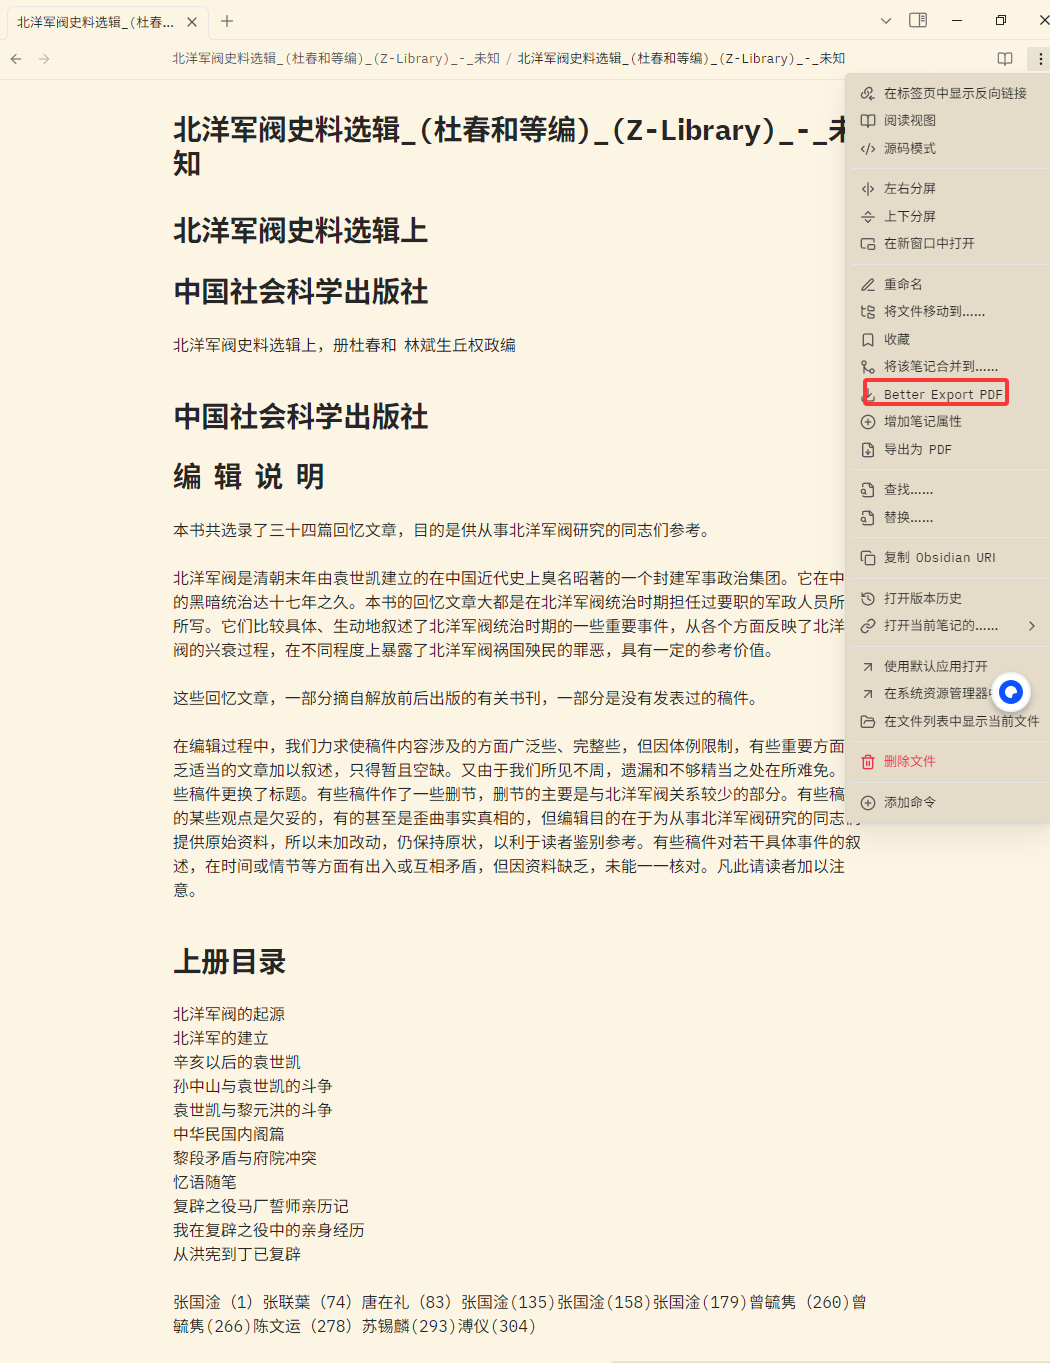 北洋军阀史料选辑_(杜春...
北洋军阀史料选辑_(杜春和等编)_(Z-Library)_-_未知 / 北洋军阀史料选辑_(杜春和等编)_(Z-Library)_-_未知
北洋军阀史料选辑_(杜春和等编)_(Z-Library)_-_未
知
北洋军阀史料选辑上
中国社会科学出版社
北洋军阀史料选辑上，册杜春和 林斌生丘权政编
中国社会科学出版社
编 辑 说 明
本书共选录了三十四篇回忆文章，目的是供从事北洋军阀研究的同志们参考。
北洋军阀是清朝末年由袁世凯建立的在中国近代史上臭名昭著的一个封建军事政治集团。它在中
的黑暗统治达十七年之久。本书的回忆文章大都是在北洋军阀统治时期担任过要职的军政人员所
所写。它们比较具体、生动地叙述了北洋军阀统治时期的一些重要事件，从各个方面反映了北洋
阀的兴衰过程，在不同程度上暴露了北洋军阀祸国殃民的罪恶，具有一定的参考价值。
这些回忆文章，一部分摘自解放前后出版的有关书刊，一部分是没有发表过的稿件。
在编辑过程中，我们力求使稿件内容涉及的方面广泛些、完整些，但因体例限制，有些重要方面
乏适当的文章加以叙述，只得暂且空缺。又由于我们所见不周，遗漏和不够精当之处在所难免。
些稿件更换了标题。有些稿件作了一些删节，删节的主要是与北洋军阀关系较少的部分。有些稿
的某些观点是欠妥的，有的甚至是歪曲事实真相的，但编辑目的在于为从事北洋军阀研究的同志们
提供原始资料，所以未加改动，仍保持原状，以利于读者鉴别参考。有些稿件对若干具体事件的叙
述，在时间或情节等方面有出入或互相矛盾，但因资料缺乏，未能一一核对。凡此请读者加以注
意。
上册目录
北洋军阀的起源
北洋军的建立
辛亥以后的袁世凯
孙中山与袁世凯的斗争
袁世凯与黎元洪的斗争
中华民国内阁篇
黎段矛盾与府院冲突
忆语随笔
复辟之役马厂誓师亲历记
我在复辟之役中的亲身经历
从洪宪到丁已复辟
张国淦（1）张联葉（74）唐在礼（83）张国淦(135)张国淦(158)张国淦(179)曾毓隽（260)曾
毓隽(266)陈文运（278）苏锡麟(293)溥仪(304)
在标签页中显示反向链接
阅读视图
源码模式
左右分屏
上下分屏
在新窗口中打开
重命名
将文件移动到......
收藏
将该笔记合并到......
Better Export PDF
增加笔记属性
导出为 PDF
查找......
替换......
复制 Obsidian URI
打开版本历史
打开当前笔记的......
使用默认应用打开
在系统资源管理器
在文件列表中显示当前文件
删除文件
添加命令